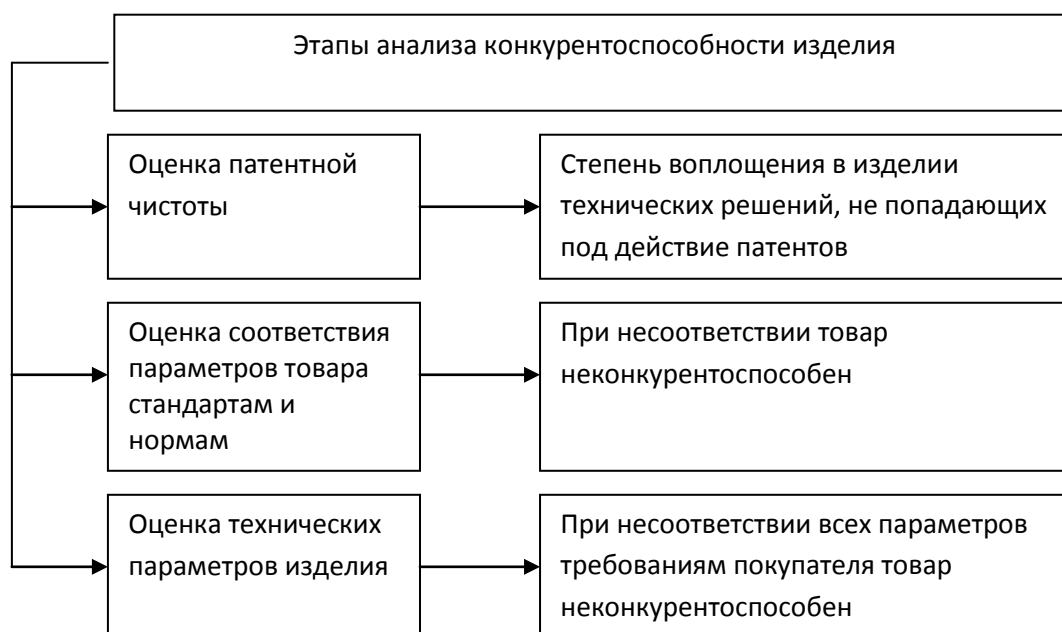 Этапы анализа конкурентоспособности изделия
Оценка патентной
чистоты
Степень воплощения в изделии
технических решений, не попадающих
под действие патентов
Оценка соответствия
параметров товара
стандартам и
нормам
При несоответствии товар
неконкурентоспособен
Оценка технических
параметров изделия
При несоответствии всех параметров
требованиям покупателя товар
неконкурентоспособен